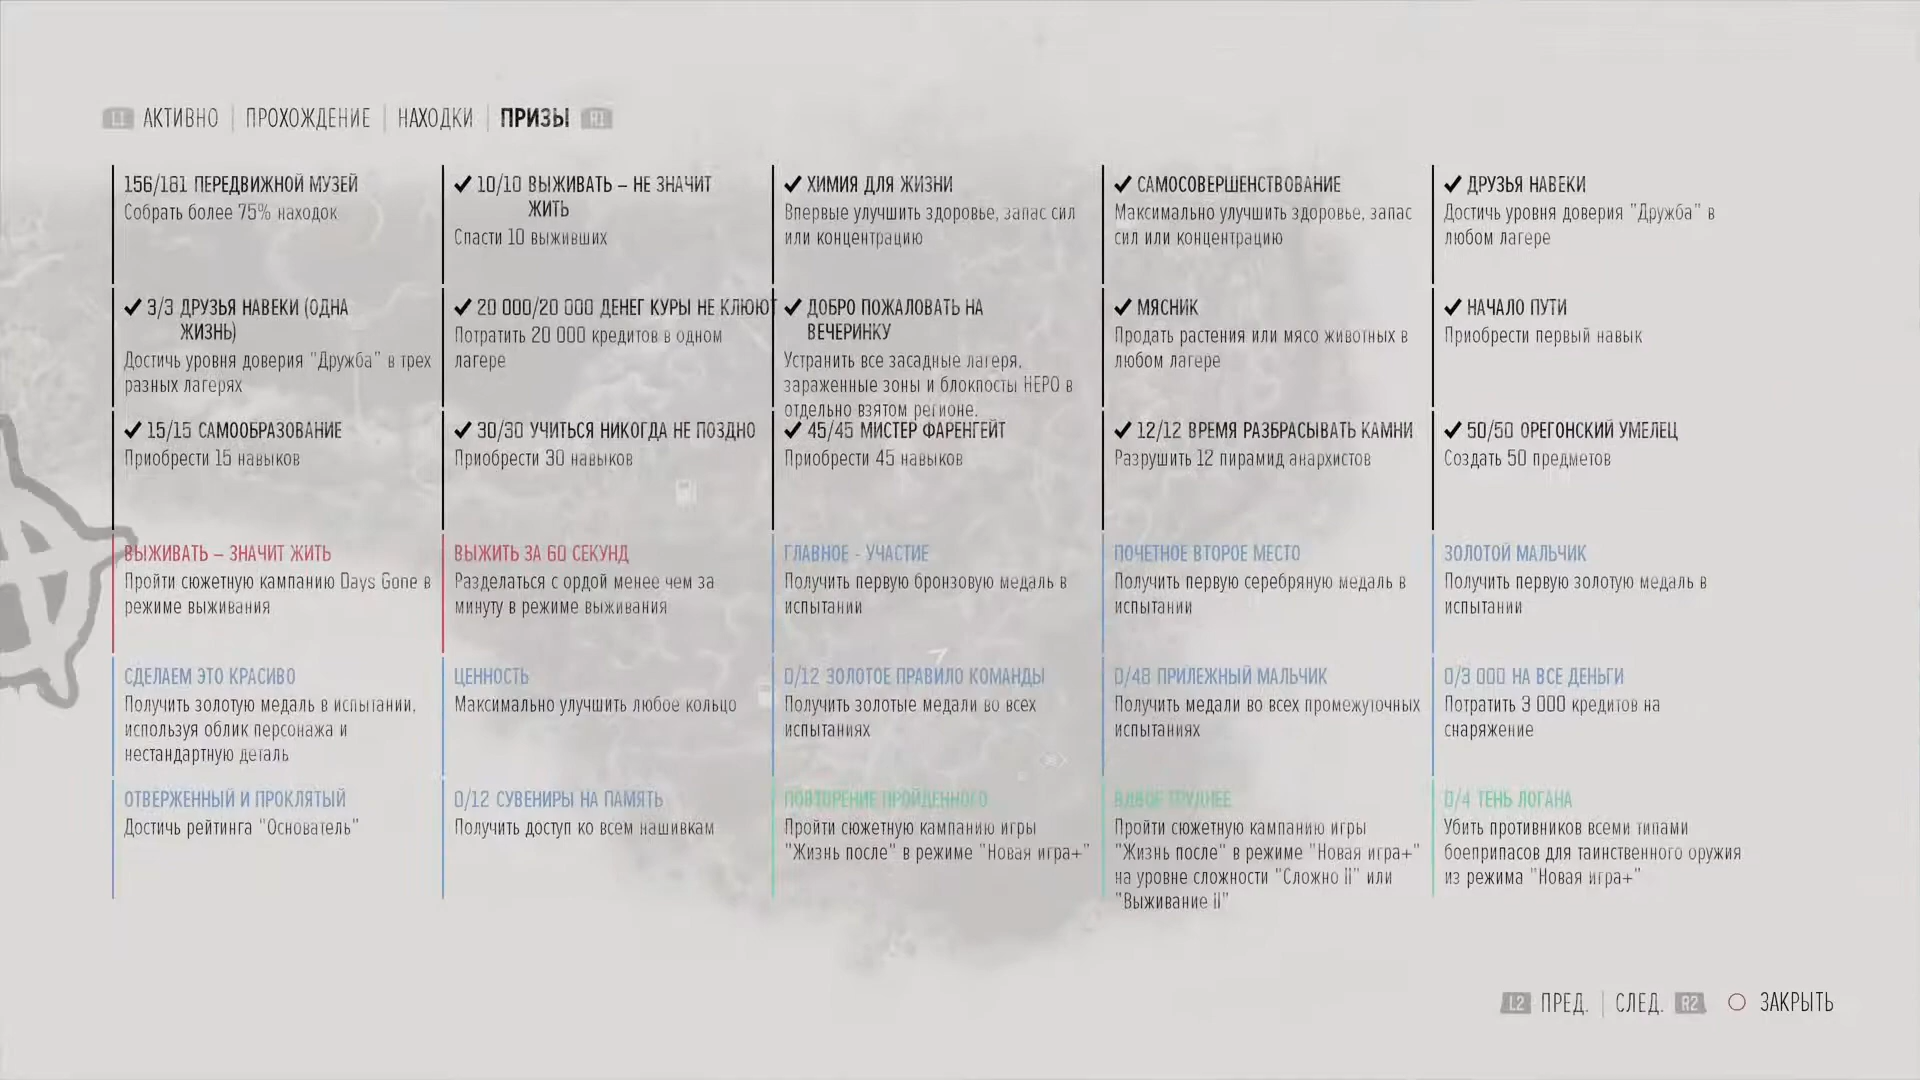 L1 АКТИВНО ПРОХОЖДЕНИЕ НАХОДКИ ПРИЗЫ R1
156/181 ПЕРЕДВИЖНОЙ МУЗЕЙ
Собрать более 75% находок
✔ 10/10 ВЫЖИВАТЬ – НЕ ЗНАЧИТ
ЖИТЬ
Спасти 10 выживших
✔ ХИМИЯ ДЛЯ ЖИЗНИ
Впервые улучшить здоровье, запас сил
или концентрацию
✔ САМОСОВЕРШЕНСТВОВАНИЕ
Максимально улучшить здоровье, запас
сил или концентрацию
✔ ДРУЗЬЯ НАВЕКИ
Достичь уровня доверия "Дружба" в
любом лагере
✔ 3/3 ДРУЗЬЯ НАВЕКИ (ОДНА
ЖИЗНЬ)
Достичь уровня доверия "Дружба" в трех
разных лагерях
✔ 20 000/20 000 ДЕНЕГ КУРЫ НЕ КЛЮЮТ
Потратить 20 000 кредитов в одном
лагере
✔ ДОБРО ПОЖАЛОВАТЬ НА
ВЕЧЕРИНКУ
Устранить все засадные лагеря,
зараженные зоны и блокпосты НЕРО в
отдельно взятом регионе.
✔ МЯСНИК
Продать растения или мясо животных в
любом лагере
✔ НАЧАЛО ПУТИ
Приобрести первый навык
✔ 15/15 САМООБРАЗОВАНИЕ
Приобрести 15 навыков
✔ 30/30 УЧИТЬСЯ НИКОГДА НЕ ПОЗДНО
Приобрести 30 навыков
✔ 45/45 МИСТЕР ФАРЕНГЕЙТ
Приобрести 45 навыков
✔ 12/12 ВРЕМЯ РАЗБРАСЫВАТЬ КАМНИ
Разрушить 12 пирамид анархистов
✔ 50/50 ОРЕГОНСКИЙ УМЕЛЕЦ
Создать 50 предметов
ВЫЖИВАТЬ – ЗНАЧИТ ЖИТЬ
Пройти сюжетную кампанию Days Gone в
режиме выживания
ВЫЖИТЬ ЗА 60 СЕКУНД
Разделаться с ордой менее чем за
минуту в режиме выживания
ГЛАВНОЕ - УЧАСТИЕ
Получить первую бронзовую медаль в
испытании
ПОЧЕТНОЕ ВТОРОЕ МЕСТО
Получить первую серебряную медаль в
испытании
ЗОЛОТОЙ МАЛЬЧИК
Получить первую золотую медаль в
испытании
СДЕЛАЕМ ЭТО КРАСИВО
Получить золотую медаль в испытании,
используя облик персонажа и
нестандартную деталь
ЦЕННОСТЬ
Максимально улучшить любое кольцо
0/12 ЗОЛОТОЕ ПРАВИЛО КОМАНДЫ
Получить золотые медали во всех
испытаниях
0/48 ПРИЛЕЖНЫЙ МАЛЬЧИК
Получить медали во всех промежуточных
испытаниях
0/3 000 НА ВСЕ ДЕНЬГИ
Потратить 3 000 кредитов на
снаряжение
ОТВЕРЖЕННЫЙ И ПРОКЛЯТЫЙ
Достичь рейтинга "Основатель"
0/12 СУВЕНИРЫ НА ПАМЯТЬ
Получить доступ ко всем нашивкам
ПОВТОРЕНИЕ ПРОЙДЕННОГО
Пройти сюжетную кампанию игры
"Жизнь после" в режиме "Новая игра+"
ВДВОЕ ТРУДНЕЕ
Пройти сюжетную кампанию игры
"Жизнь после" в режиме "Новая игра+"
на уровне сложности "Сложно II" или
"Выживание II"
0/4 ТЕНЬ ЛОГАНА
Убить противников всеми типами
боеприпасов для таинственного оружия
из режима "Новая игра+"
L2 ПРЕД. СЛЕД. R2 ЗАКРЫТЬ